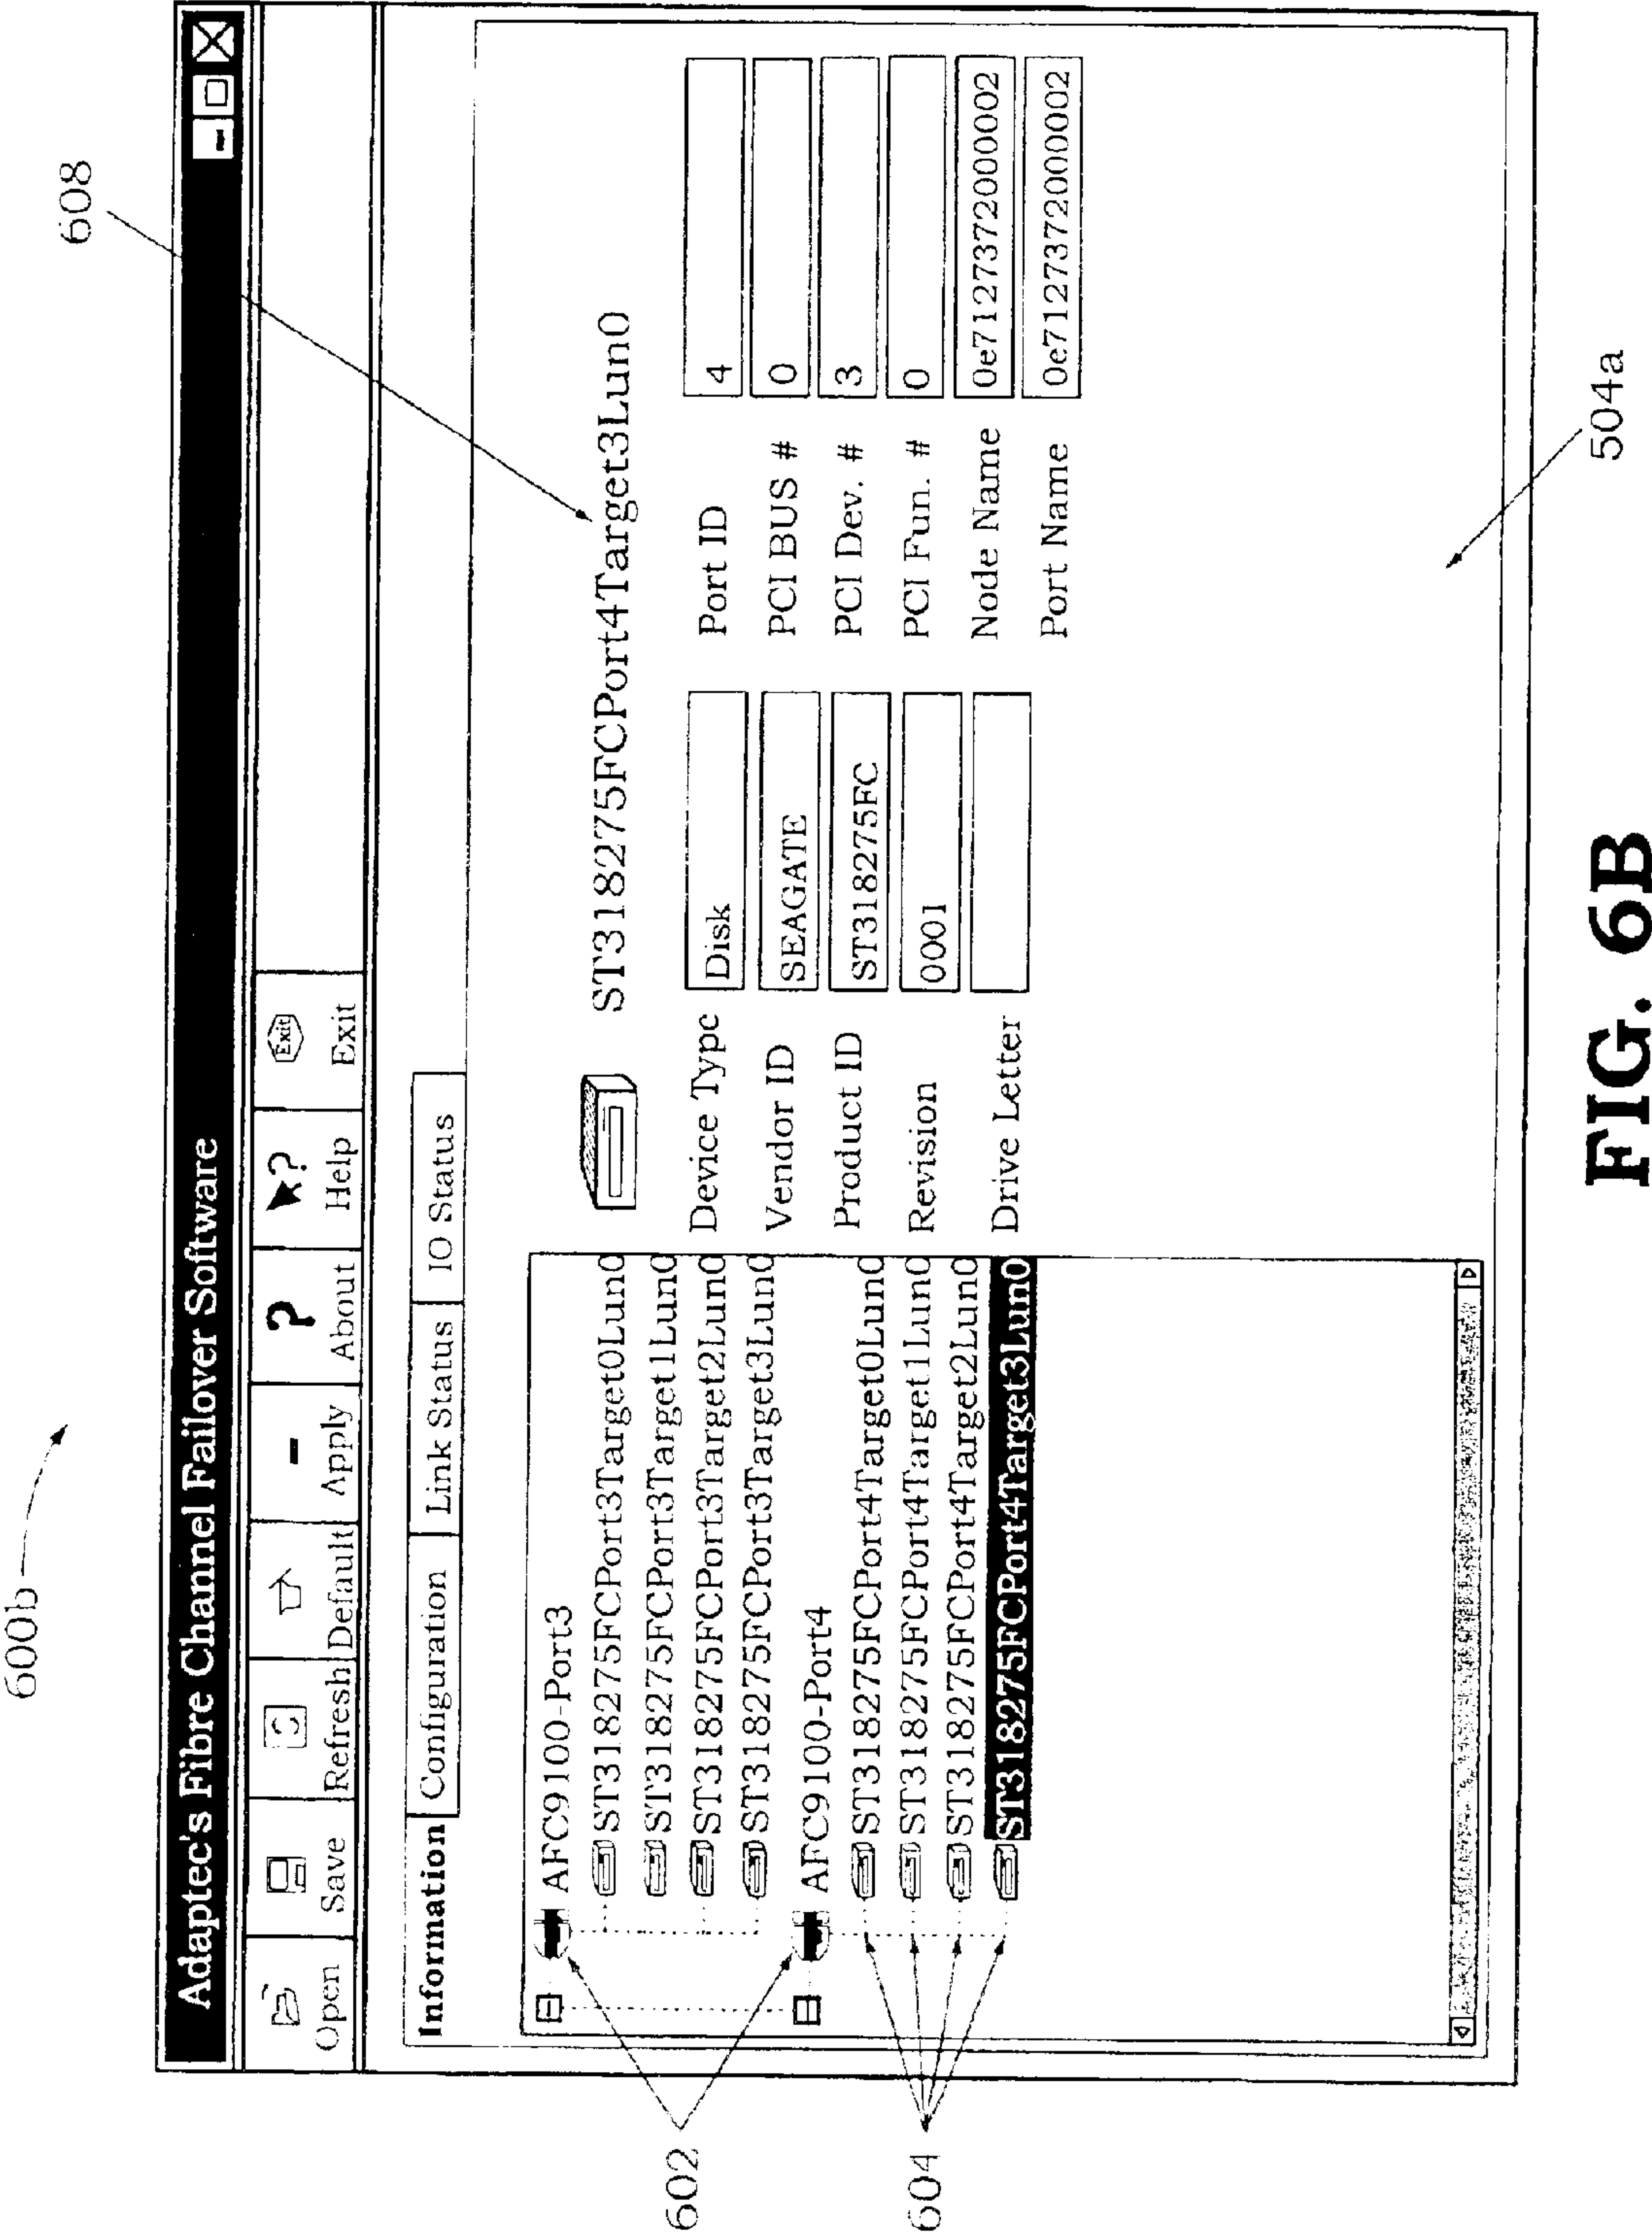 600b
608
Adaptec's Fibre Channel Failover Software
Open Save Refresh Default Apply About Help Exit
Exit
Information Configuration Link Status IO Status
AFC9100-Port3
ST318275FCPort3Target0Lun0
ST318275FCPort3Target1Lun0
ST318275FCPort3Target2Lun0
ST318275FCPort3Target3Lun0
AFC9100-Port4
ST318275FCPort4Target0Lun0
ST318275FCPort4Target1Lun0
ST318275FCPort4Target2Lun0
ST318275FCPort4Target3Lun0
602
604
ST318275FCPort4Target3Lun0
Device Type Disk
Vendor ID SEAGATE
Product ID ST318275FC
Revision 0001
Drive Letter
Port ID 4
PCI BUS # 0
PCI Dev. # 3
PCI Fun. # 0
Node Name 0e7127372000002
Port Name 0e7127372000002
504a
FIG. 6B